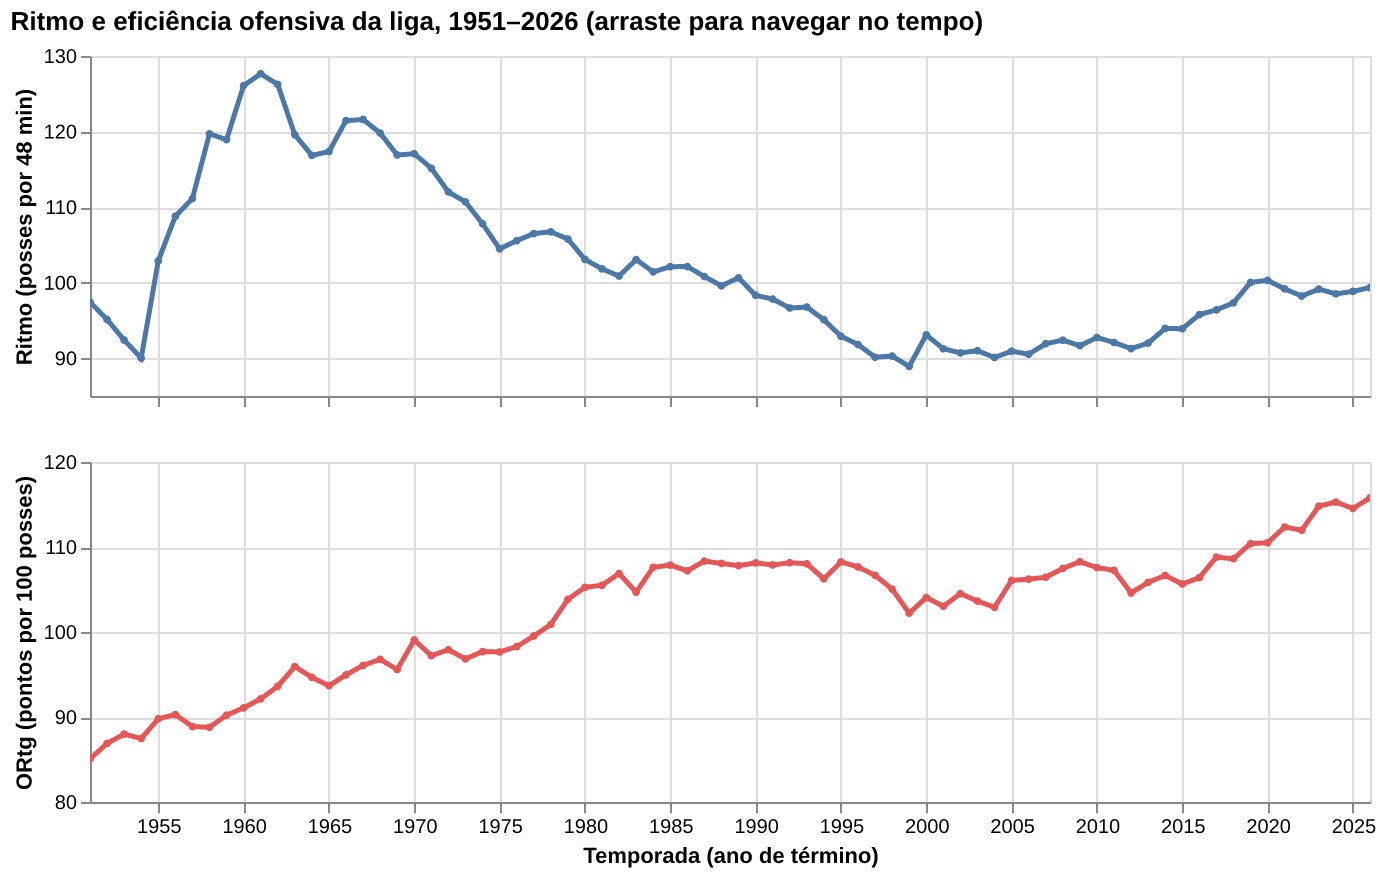 Ritmo e eficiência ofensiva da liga, 1951–2026 (arraste para navegar no tempo)
Ritmo (posses por 48 min)
130
120
110
100
90
ORtg (pontos por 100 posses)
120
110
100
90
80
1955 1960 1965 1970 1975 1980 1985 1990 1995 2000 2005 2010 2015 2020 2025
Temporada (ano de término)